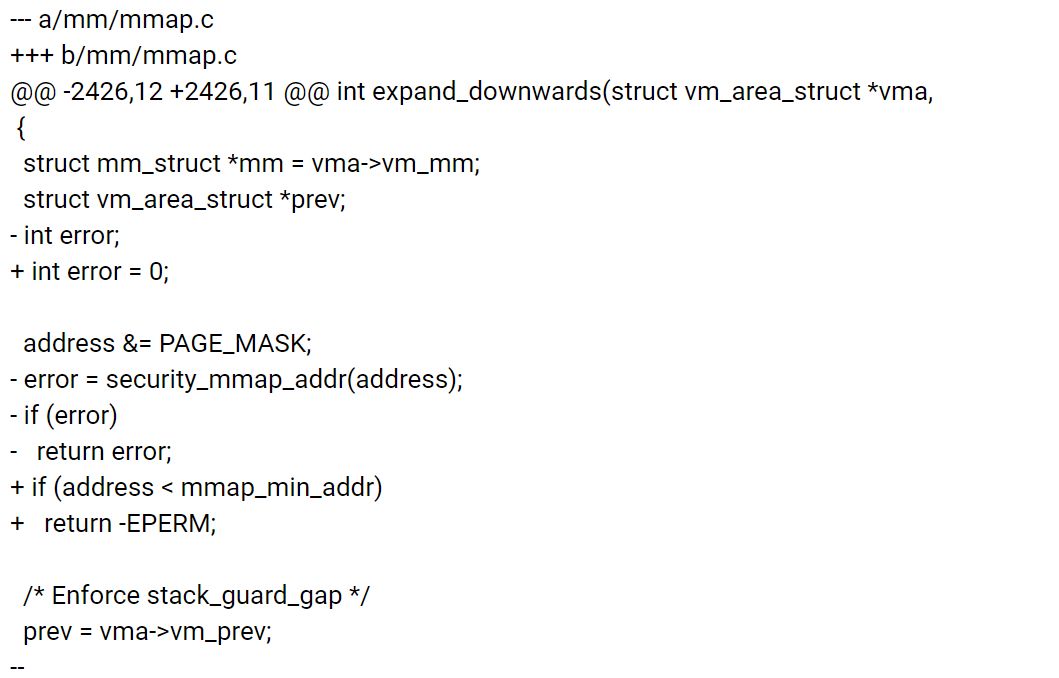 --- a/mm/mmap.c
+++ b/mm/mmap.c
@@ -2426,12 +2426,11 @@ int expand_downwards(struct vm_area_struct *vma,
 {
  struct mm_struct *mm = vma->vm_mm;
  struct vm_area_struct *prev;
- int error;
+ int error = 0;

  address &= PAGE_MASK;
- error = security_mmap_addr(address);
- if (error)
-   return error;
+ if (address < mmap_min_addr)
+   return -EPERM;

  /* Enforce stack_guard_gap */
  prev = vma->vm_prev;
--